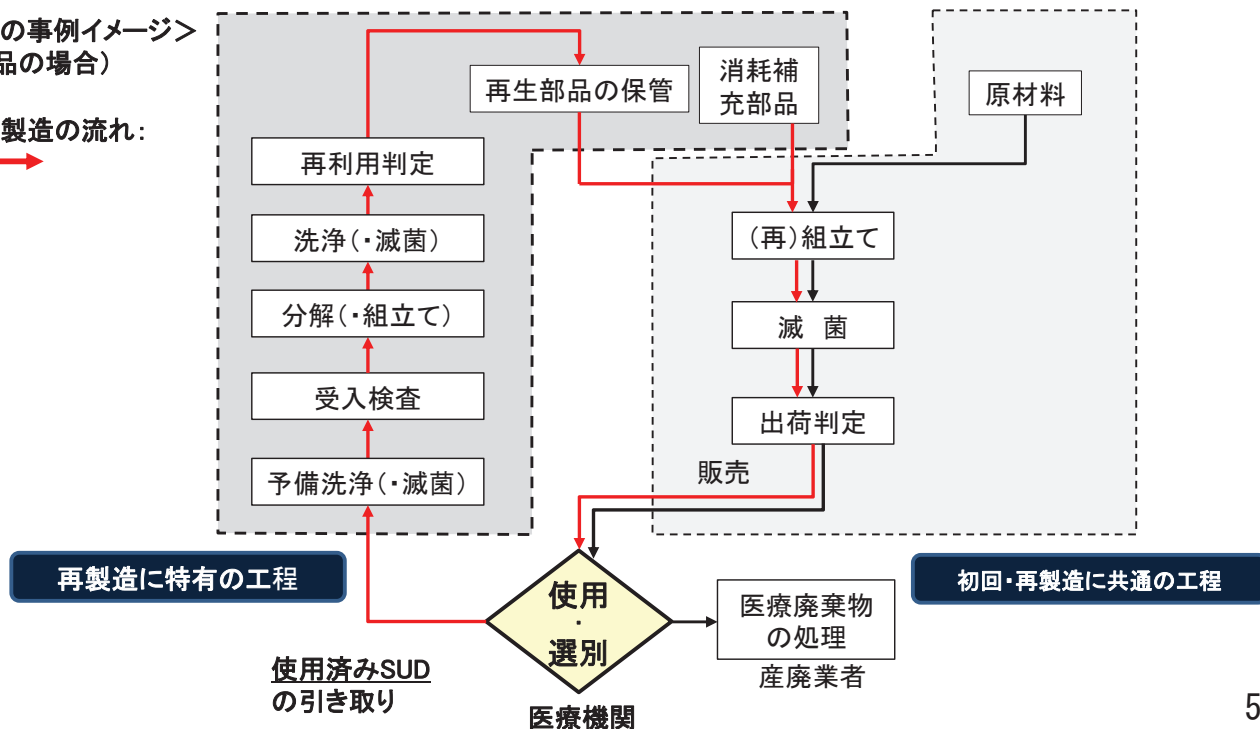 の事例イメージ＞
品の場合）
製造の流れ：
再生部品の保管
消耗補
充部品
原材料
再利用判定
洗浄（・滅菌）
分解（・組立て）
受入検査
予備洗浄（・滅菌）
（再）組立て
滅　菌
出荷判定
販売
再製造に特有の工程
初回・再製造に共通の工程
使用
・
選別
医療廃棄物
の処理
産廃業者
使用済みSUD
の引き取り
医療機関
5